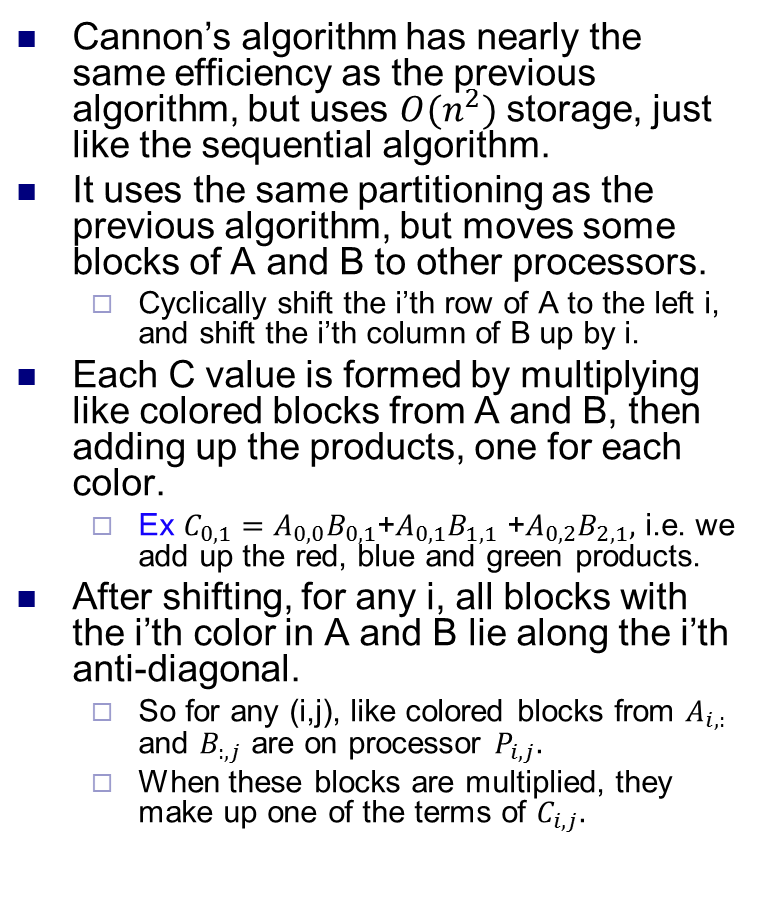 Cannon’s algorithm has nearly the
same efficiency as the previous
algorithm, but uses 𝑂(𝑛²) storage, just
like the sequential algorithm.
It uses the same partitioning as the
previous algorithm, but moves some
blocks of A and B to other processors.
Cyclically shift the i’th row of A to the left i,
and shift the i’th column of B up by i.
Each C value is formed by multiplying
like colored blocks from A and B, then
adding up the products, one for each
color.
Ex 𝐶₀,₁ = 𝐴₀,₀𝐵₀,₁+𝐴₀,₁𝐵₁,₁ +𝐴₀,₂𝐵₂,₁, i.e. we
add up the red, blue and green products.
After shifting, for any i, all blocks with
the i’th color in A and B lie along the i’th
anti-diagonal.
So for any (i,j), like colored blocks from 𝐴ᵢ,:
and 𝐵:,ⱼ are on processor 𝑃ᵢ,ⱼ.
When these blocks are multiplied, they
make up one of the terms of 𝐶ᵢ,ⱼ.